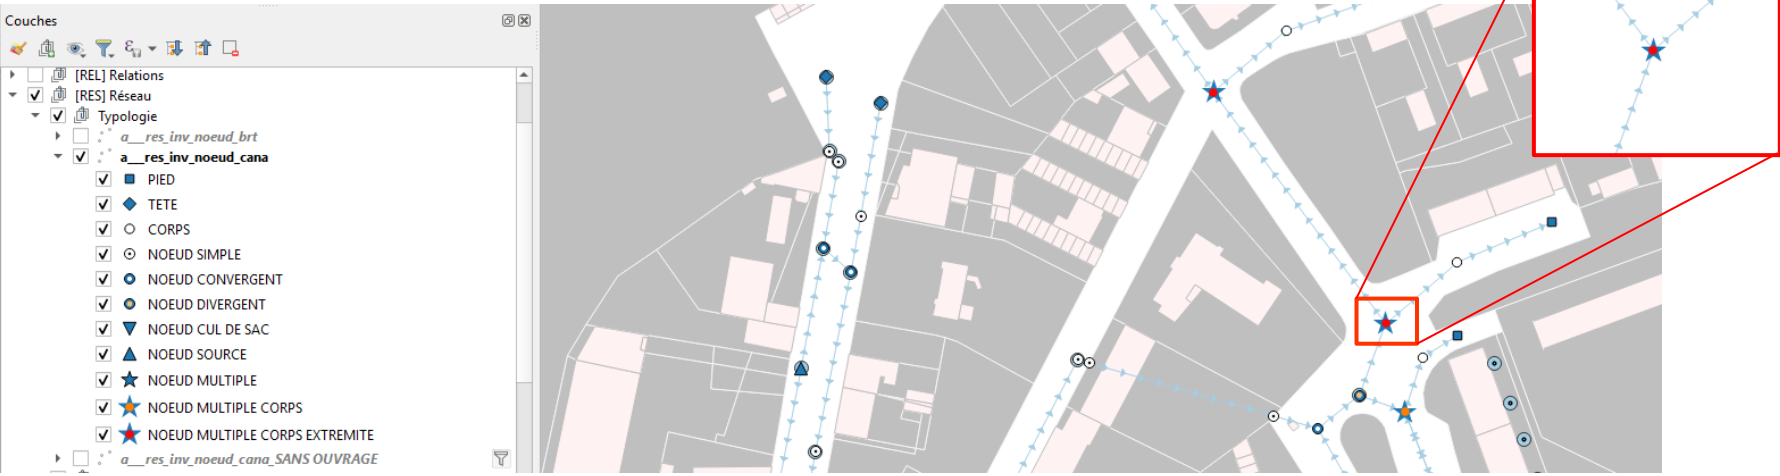 Couches
[REL] Relations
[RES] Réseau
Typologie
a__res_inv_noeud_brt
a__res_inv_noeud_cana
PIED
TETE
CORPS
NOEUD SIMPLE
NOEUD CONVERGENT
NOEUD DIVERGENT
NOEUD CUL DE SAC
NOEUD SOURCE
NOEUD MULTIPLE
NOEUD MULTIPLE CORPS
NOEUD MULTIPLE CORPS EXTREMITE
a__res_inv_noeud_cana_SANS OUVRAGE